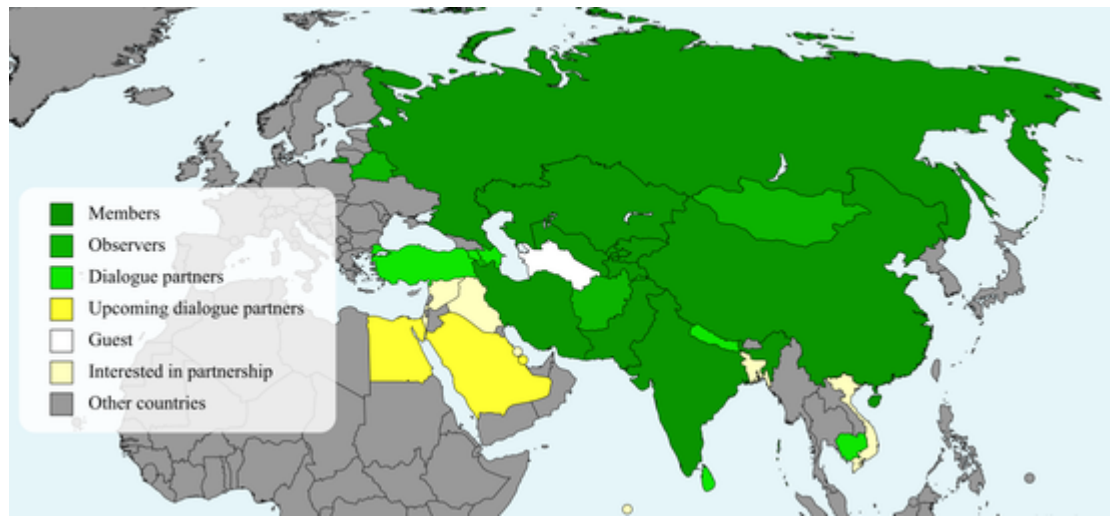 Members
Observers
Dialogue partners
Upcoming dialogue partners
Guest
Interested in partnership
Other countries